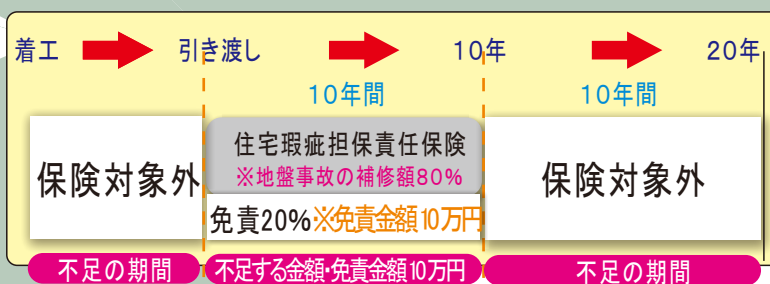 着工 引き渡し 10年 20年
10年間 10年間
保険対象外
住宅瑕疵担保責任保険
※地盤事故の補修額80%
免責20%※免責金額10万円
保険対象外
不足の期間 不足する金額・免責金額10万円 不足の期間